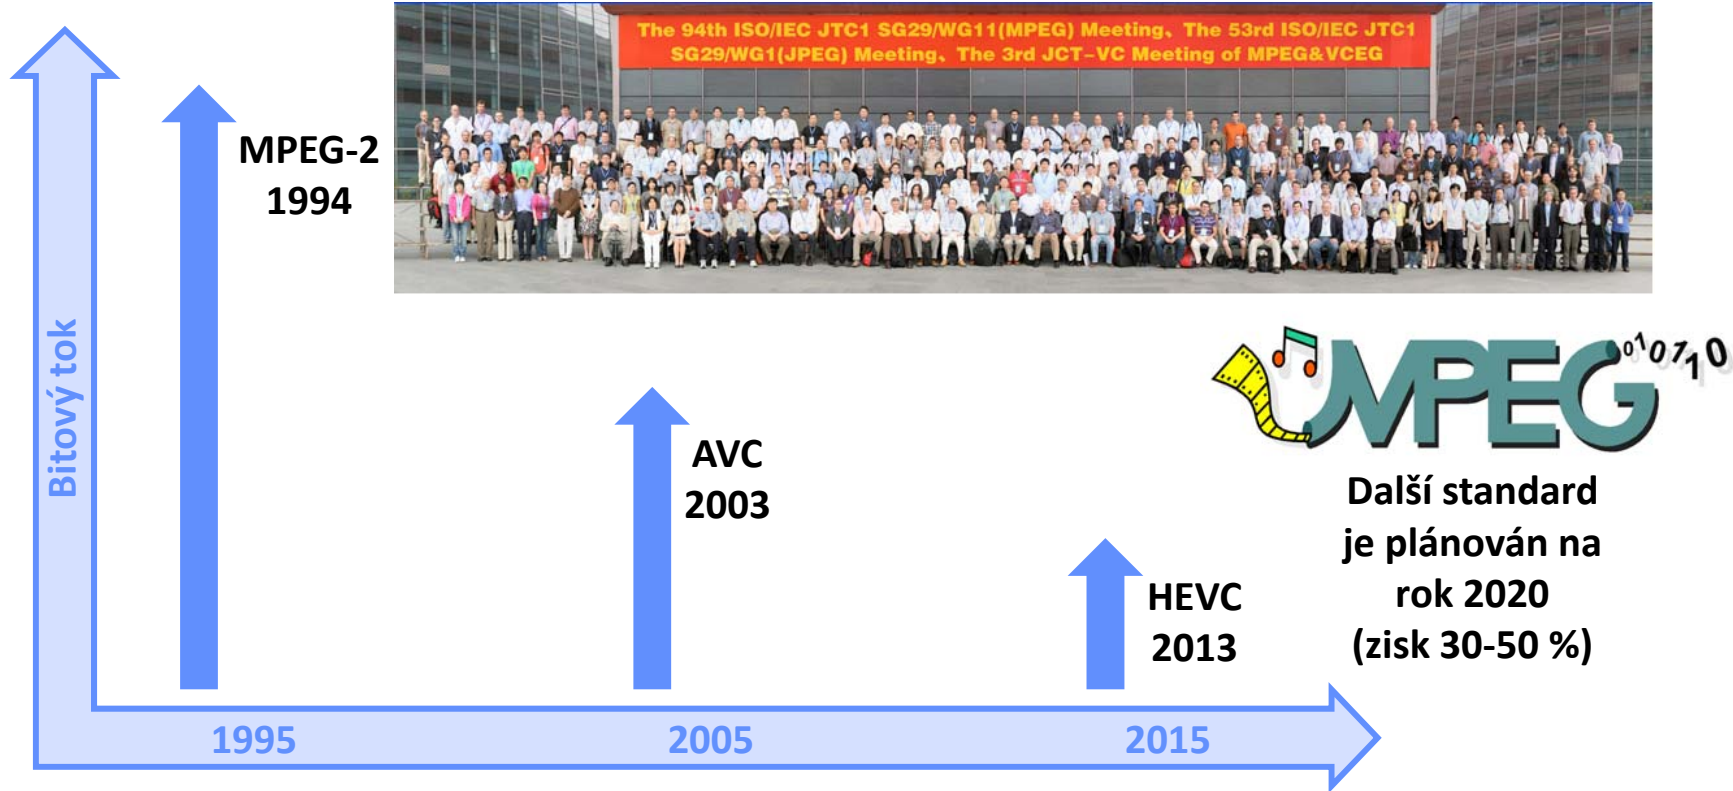 The 94th ISO/IEC JTC1 SG29/WG11(MPEG) Meeting、The 53rd ISO/IEC JTC1
SG29/WG1(JPEG) Meeting、The 3rd JCT-VC Meeting of MPEG&VCEG
MPEG-2
1994
Bitový tok
MPEG
010110
AVC
2003
Další standard
je plánován na
rok 2020
(zisk 30-50 %)
HEVC
2013
1995
2005
2015